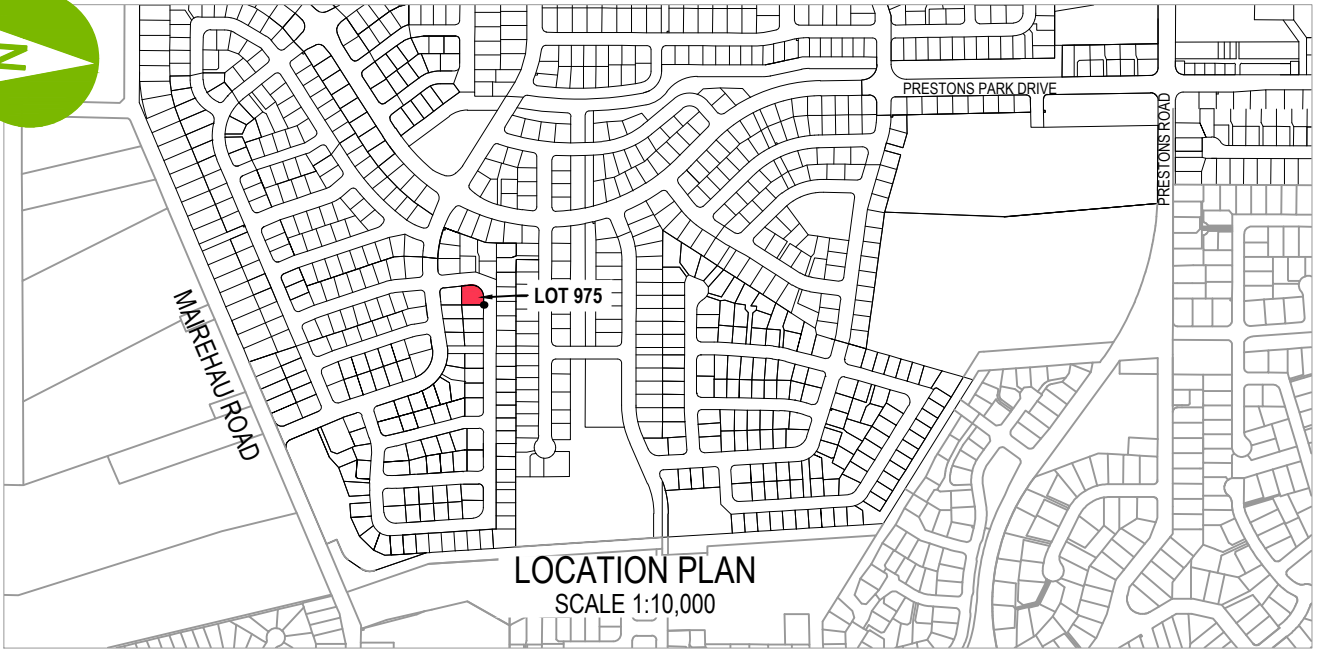 N
PRESTONS PARK DRIVE
PRESTONS ROAD
LOT 975
MAIREHAU ROAD
LOCATION PLAN
SCALE 1:10,000